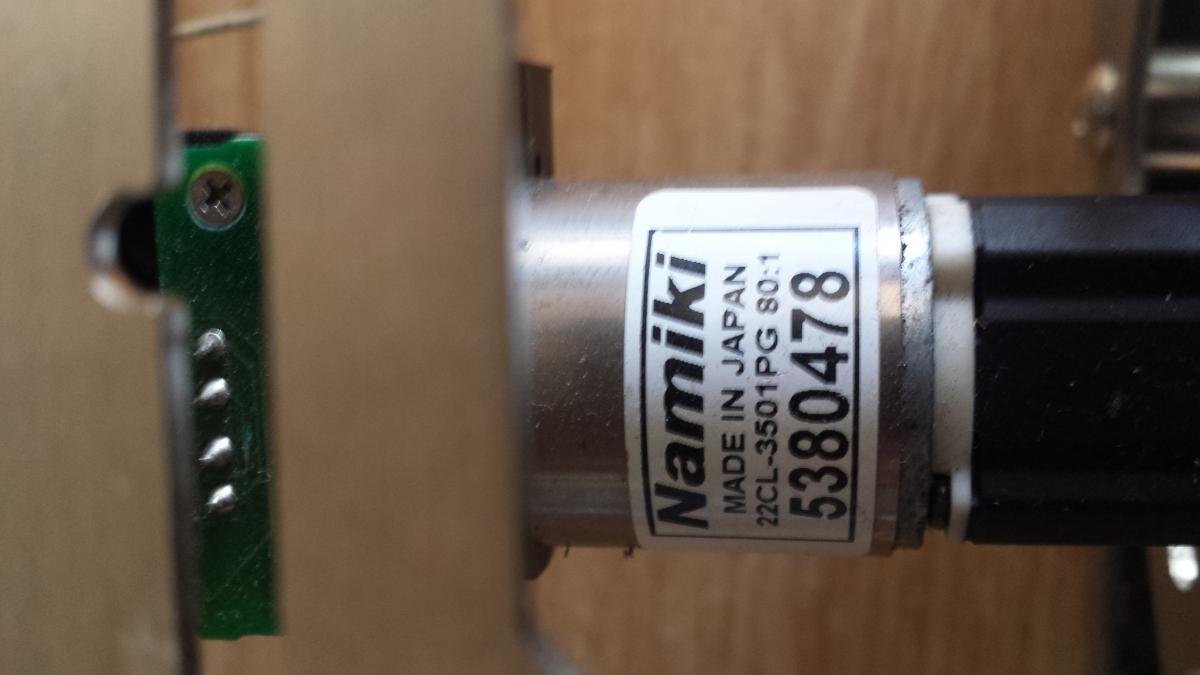 Namiki
MADE IN JAPAN
22CL-3501PG 80:1
5380478